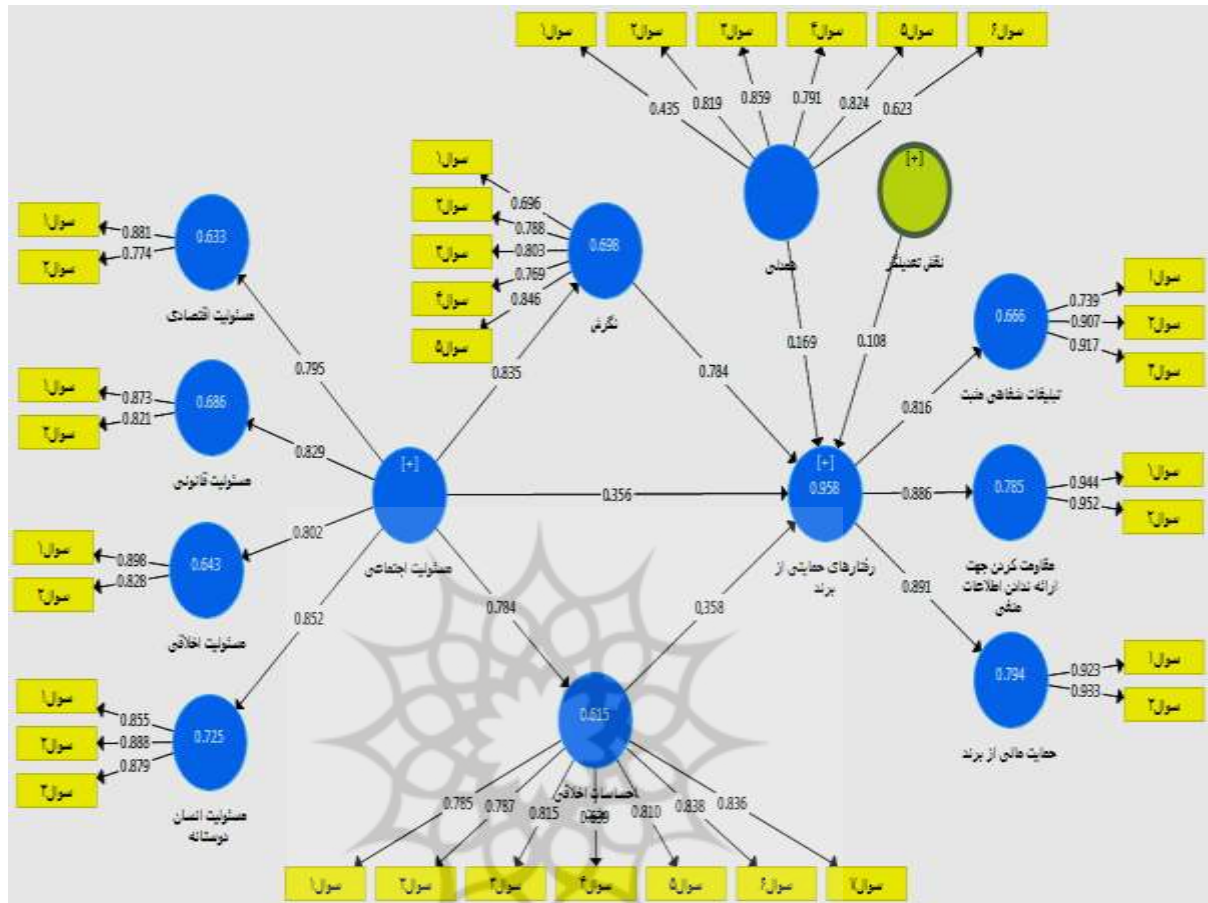 سوال۱ سوال۲ سوال۳ سوال۴ سوال۵ سوال۶
0.435 0.819 0.859 0.791 0.824 0.623
همدلی
[+]
نقش تعدیلگر
0.169
0.108
سوال۱
سوال۲
سوال۳
سوال۴
سوال۵
0.696
0.788
0.803
0.769
0.846
0.698
نگرش
0.835
0.784
سوال۱
سوال۲
0.881
0.774
0.633
مسئولیت اقتصادی
0.795
سوال۱
سوال۲
0.873
0.821
0.686
مسئولیت قانونی
0.829
سوال۱
سوال۲
0.898
0.828
0.643
مسئولیت اخلاقی
0.802
سوال۱
سوال۲
سوال۳
0.855
0.888
0.879
0.725
مسئولیت انسان
دوستانه
0.852
[+]
مسئولیت اجتماعی
0.356
0.784
0.615
احساسات اخلاقی
0.358
0.785 0.787 0.815 0.810 0.838 0.836
سوال۱ سوال۲ سوال۳ سوال۴ سوال۵ سوال۶ سوال۷
[+]
0.958
رفتارهای حمایتی از
برند
0.816
0.886
0.891
0.666
تبلیغات شفاهی مثبت
0.739
0.907
0.917
سوال۱
سوال۲
سوال۳
0.785
مقاومت کردن جهت
ارائه ندادن اطلاعات
منفی
0.944
0.952
سوال۱
سوال۲
0.794
حمایت مالی از برند
0.923
0.933
سوال۱
سوال۲